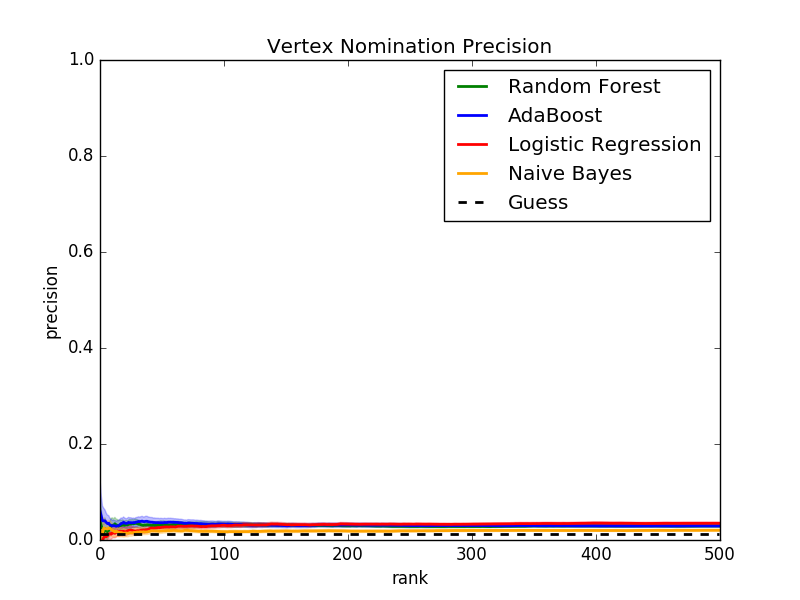 Vertex Nomination Precision
1.0
0.8
0.6
0.4
0.2
0.0
precision
Random Forest
AdaBoost
Logistic Regression
Naive Bayes
Guess
0 100 200 300 400 500
rank